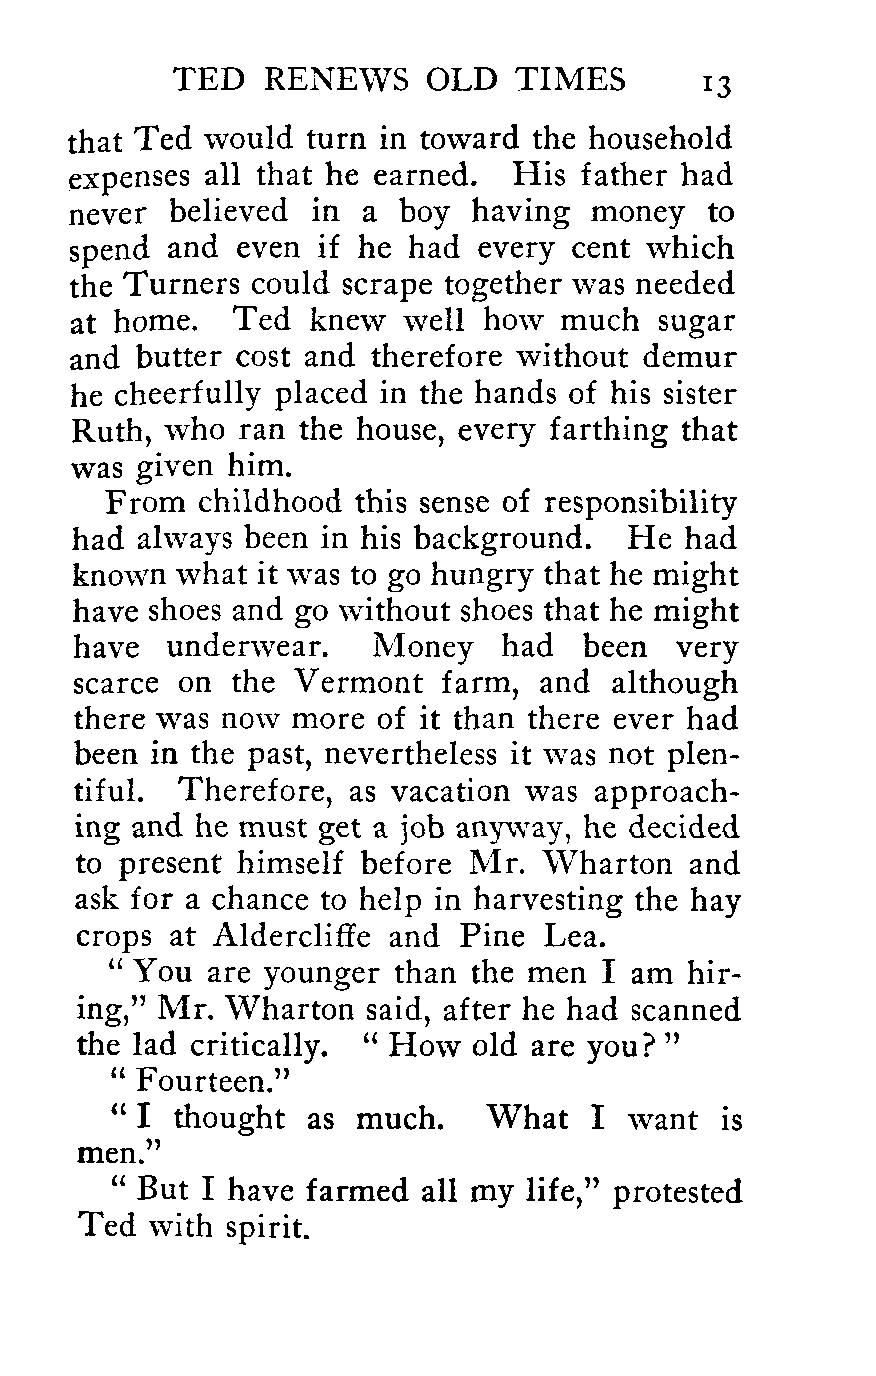 TED RENEWS OLD TIMES 13
that Ted would turn in toward the household
expenses all that he earned. His father had
never believed in a boy having money to
spend and even if he had every cent which
the Turners could scrape together was needed
at home. Ted knew well how much sugar
and butter cost and therefore without demur
he cheerfully placed in the hands of his sister
Ruth, who ran the house, every farthing that
was given him.
From childhood this sense of responsibility
had always been in his background. He had
known what it was to go hungry that he might
have shoes and go without shoes that he might
have underwear. Money had been very
scarce on the Vermont farm, and although
there was now more of it than there ever had
been in the past, nevertheless it was not plen-
tiful. Therefore, as vacation was approach-
ing and he must get a job anyway, he decided
to present himself before Mr. Wharton and
ask for a chance to help in harvesting the hay
crops at Aldercliffe and Pine Lea.
“ You are younger than the men I am hir-
ing,” Mr. Wharton said, after he had scanned
the lad critically. “ How old are you? ”
“ Fourteen.”
“ I thought as much. What I want is
men.”
“ But I have farmed all my life,” protested
Ted with spirit.